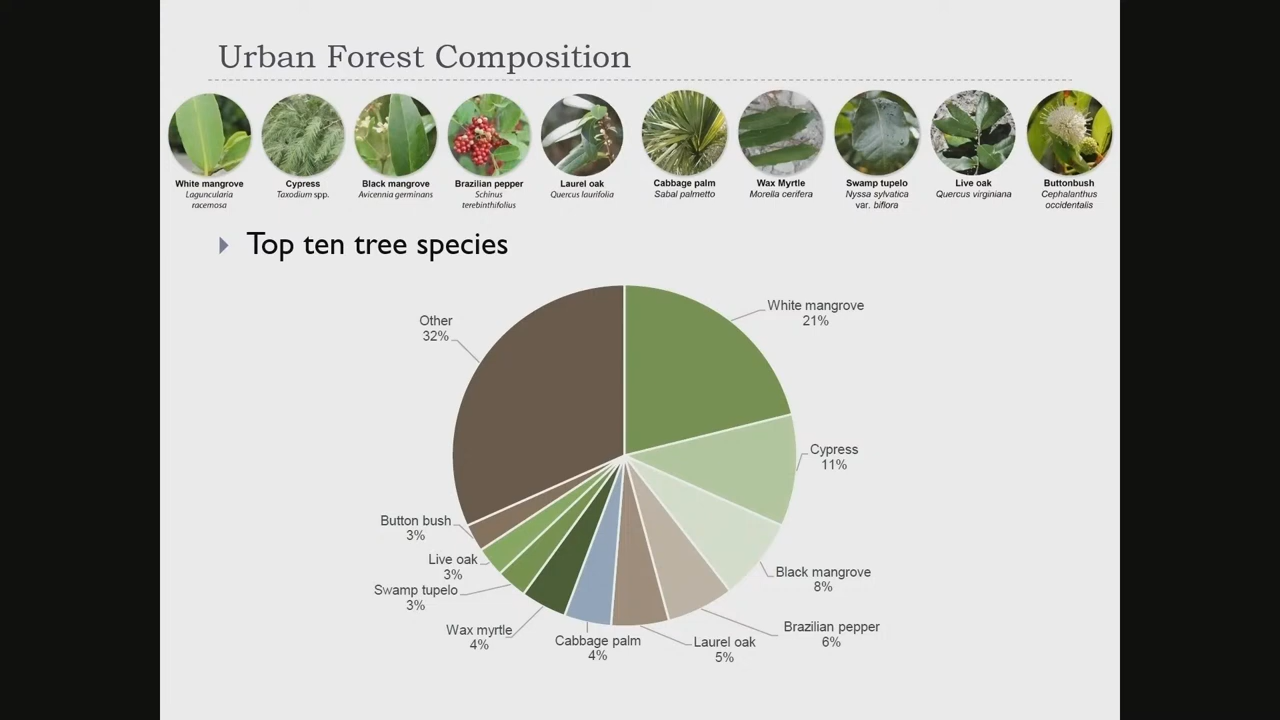 Urban Forest Composition
White mangrove
Laguncularia
racemosa
Cypress
Taxodium spp.
Black mangrove
Avicennia germinans
Brazilian pepper
Schinus
terebinthifolius
Laurel oak
Quercus laurifolia
Cabbage palm
Sabal palmetto
Wax Myrtle
Morella cerifera
Swamp tupelo
Nyssa sylvatica
var. biflora
Live oak
Quercus virginiana
Buttonbush
Cephalanthus
occidentalis
Top ten tree species
White mangrove
21%
Cypress
11%
Black mangrove
8%
Brazilian pepper
6%
Laurel oak
5%
Cabbage palm
4%
Wax myrtle
4%
Swamp tupelo
3%
Live oak
3%
Button bush
3%
Other
32%